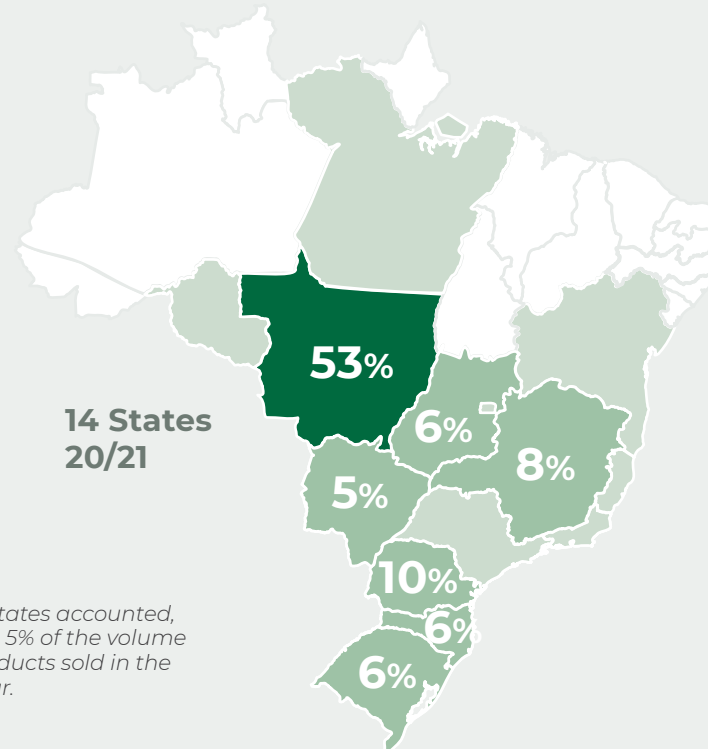 53%
6%
8%
14 States
20/21
5%
10%
tates accounted,
5% of the volume
ducts sold in the
6%
6%
r.